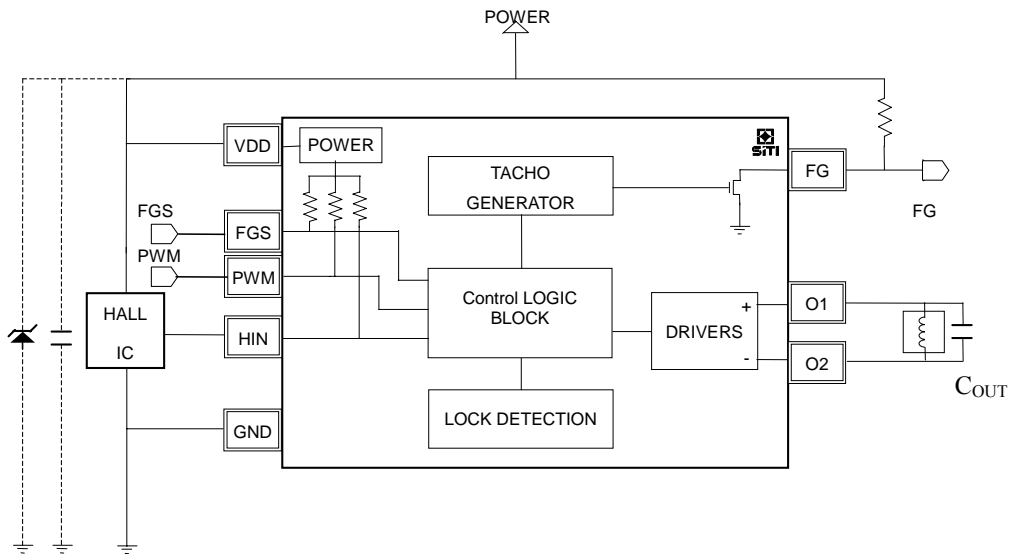 POWER
VDD
POWER
SiTI
TACHO
GENERATOR
FG
FG
FGS
FGS
PWM
PWM
Control LOGIC
BLOCK
HALL
IC
HIN
DRIVERS
+
-
O1
O2
COUT
LOCK DETECTION
GND